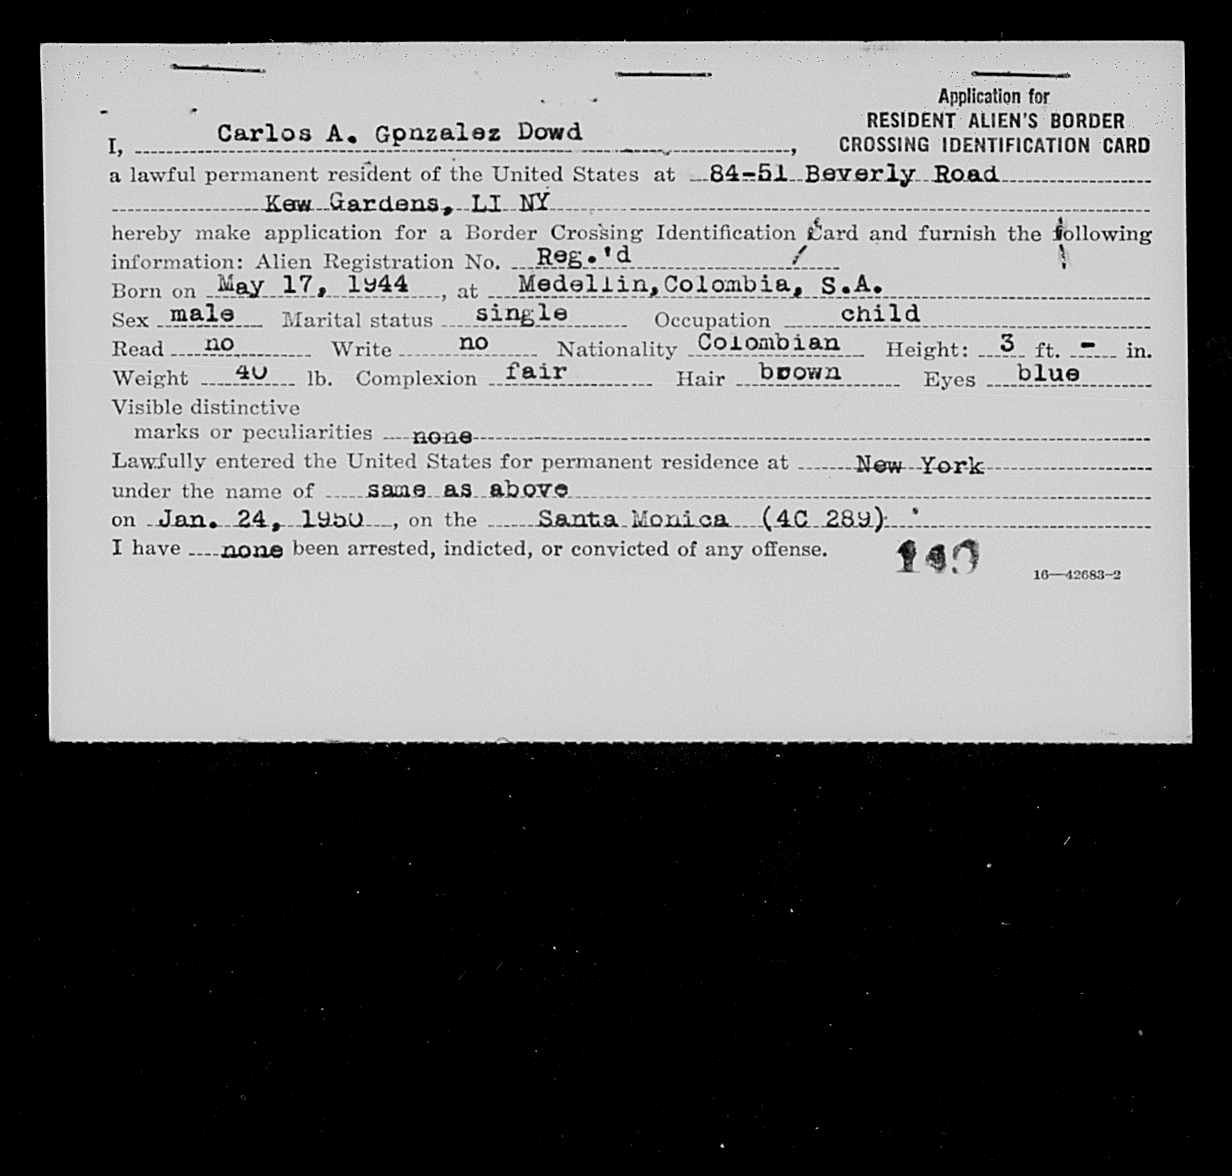 Application for
RESIDENT ALIEN'S BORDER
CROSSING IDENTIFICATION CARD
I, Carlos A. Gpnzalez Dowd,
a lawful permanent resident of the United States at 84-51 Beverly Road
Kew Gardens, LI NY
hereby make application for a Border Crossing Identification Card and furnish the following
information: Alien Registration No. Reg.'d
Born on May 17, 1944, at Medellin, Colombia, S.A.
Sex male Marital status single Occupation child
Read no Write no Nationality Colombian Height: 3 ft. - in.
Weight 40 lb. Complexion fair Hair brown Eyes blue
Visible distinctive
marks or peculiarities none
Lawfully entered the United States for permanent residence at New York
under the name of same as above
on Jan. 24, 1950, on the Santa Monica (4C 289)
I have none been arrested, indicted, or convicted of any offense.
140
16—42683-2